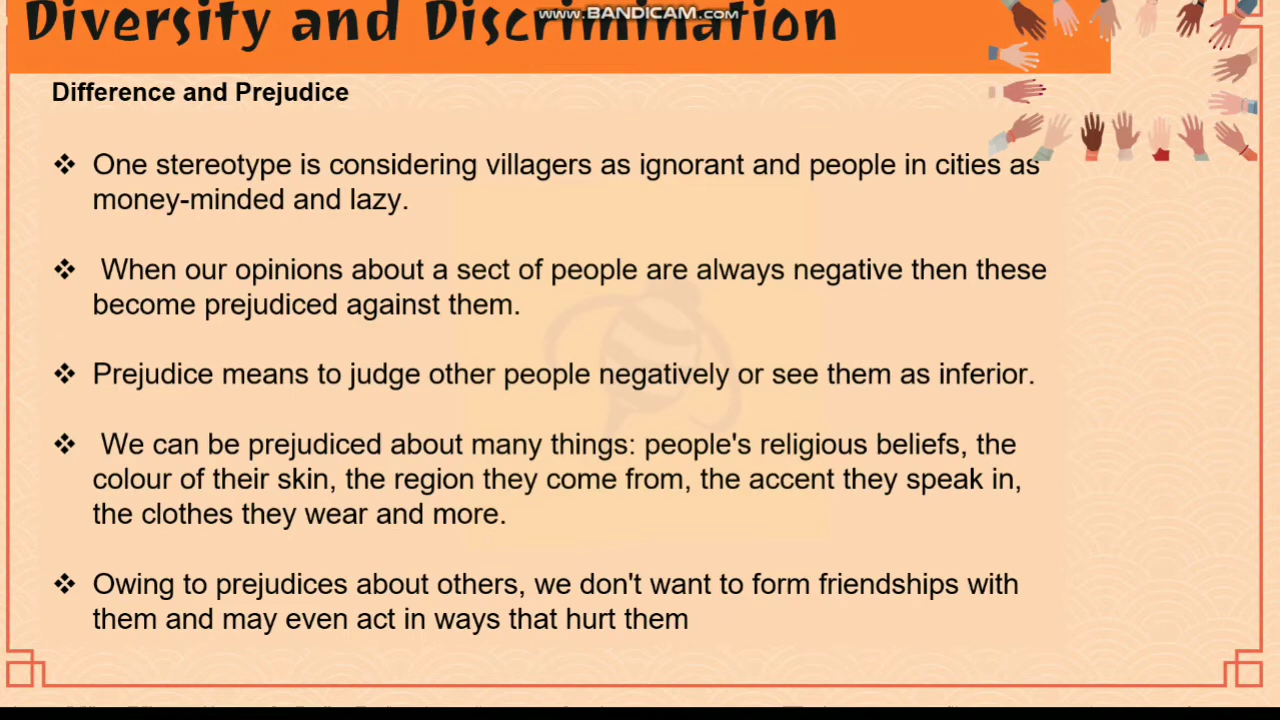 Diversity and Discrimination
www.BANDICAM.com
Difference and Prejudice
❖ One stereotype is considering villagers as ignorant and people in cities as
money-minded and lazy.
❖ When our opinions about a sect of people are always negative then these
become prejudiced against them.
❖ Prejudice means to judge other people negatively or see them as inferior.
❖ We can be prejudiced about many things: people's religious beliefs, the
colour of their skin, the region they come from, the accent they speak in,
the clothes they wear and more.
❖ Owing to prejudices about others, we don't want to form friendships with
them and may even act in ways that hurt them